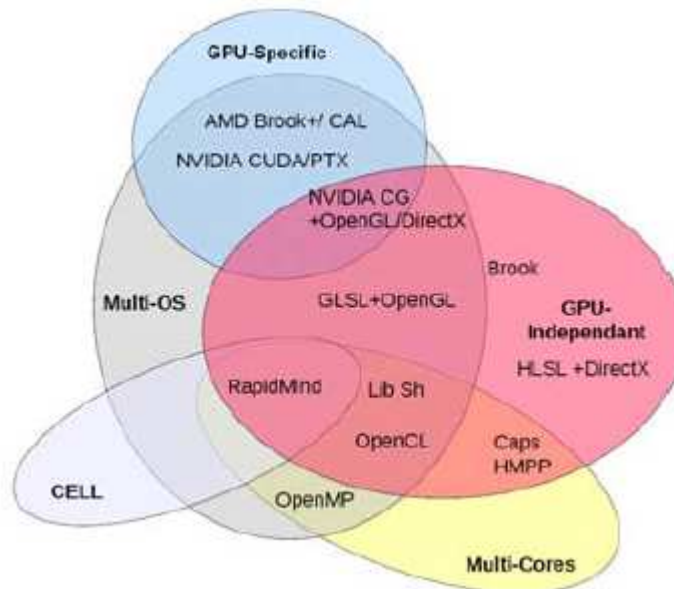 GPU-Specific
AMD Brook+/ CAL
NVIDIA CUDA/PTX
NVIDIA CG
+OpenGL/DirectX
Brook
Multi-OS
GLSL+OpenGL
GPU-
Independant
HLSL +DirectX
RapidMind
Lib Sh
OpenCL
Caps
HMPP
CELL
OpenMP
Multi-Cores